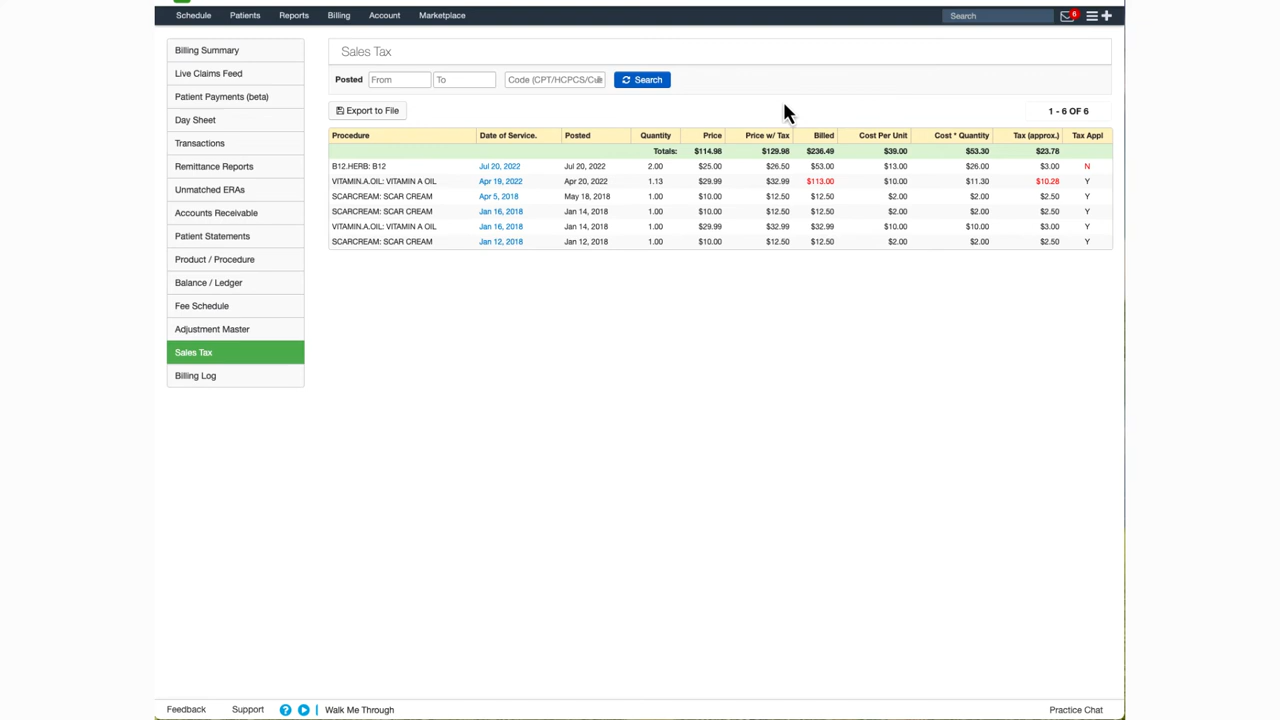 Schedule Patients Reports Billing Account Marketplace Search 6
Billing Summary
Live Claims Feed
Patient Payments (beta)
Day Sheet
Transactions
Remittance Reports
Unmatched ERAs
Accounts Receivable
Patient Statements
Product / Procedure
Balance / Ledger
Fee Schedule
Adjustment Master
Sales Tax
Billing Log
Sales Tax
Posted From To Code (CPT/HCPCS/Cu Search
Export to File 1 - 6 OF 6
Procedure Date of Service. Posted Quantity Price Price w/ Tax Billed Cost Per Unit Cost * Quantity Tax (approx.) Tax Appl
Totals: $114.98 $129.98 $236.49 $39.00 $53.30 $23.78
B12.HERB: B12 Jul 20, 2022 Jul 20, 2022 2.00 $25.00 $26.50 $53.00 $13.00 $26.00 $3.00 N
VITAMIN.A.OIL: VITAMIN A OIL Apr 19, 2022 Apr 20, 2022 1.13 $29.99 $32.99 $113.00 $10.00 $11.30 $10.28 Y
SCARCREAM: SCAR CREAM Apr 5, 2018 May 18, 2018 1.00 $10.00 $12.50 $12.50 $2.00 $2.00 $2.50 Y
SCARCREAM: SCAR CREAM Jan 16, 2018 Jan 14, 2018 1.00 $10.00 $12.50 $12.50 $2.00 $2.00 $2.50 Y
VITAMIN.A.OIL: VITAMIN A OIL Jan 16, 2018 Jan 14, 2018 1.00 $29.99 $32.99 $32.99 $10.00 $10.00 $3.00 Y
SCARCREAM: SCAR CREAM Jan 12, 2018 Jan 12, 2018 1.00 $10.00 $12.50 $12.50 $2.00 $2.00 $2.50 Y
Feedback Support ? Walk Me Through Practice Chat